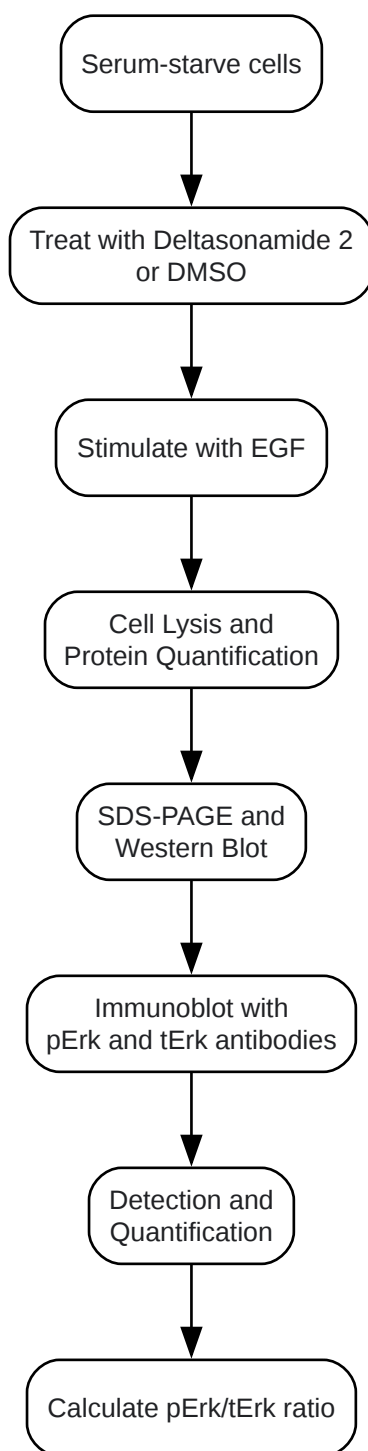 Serum-starve cells
Treat with Deltasonamide 2
or DMSO
Stimulate with EGF
Cell Lysis and
Protein Quantification
SDS-PAGE and
Western Blot
Immunoblot with
pErk and tErk antibodies
Detection and
Quantification
Calculate pErk/tErk ratio